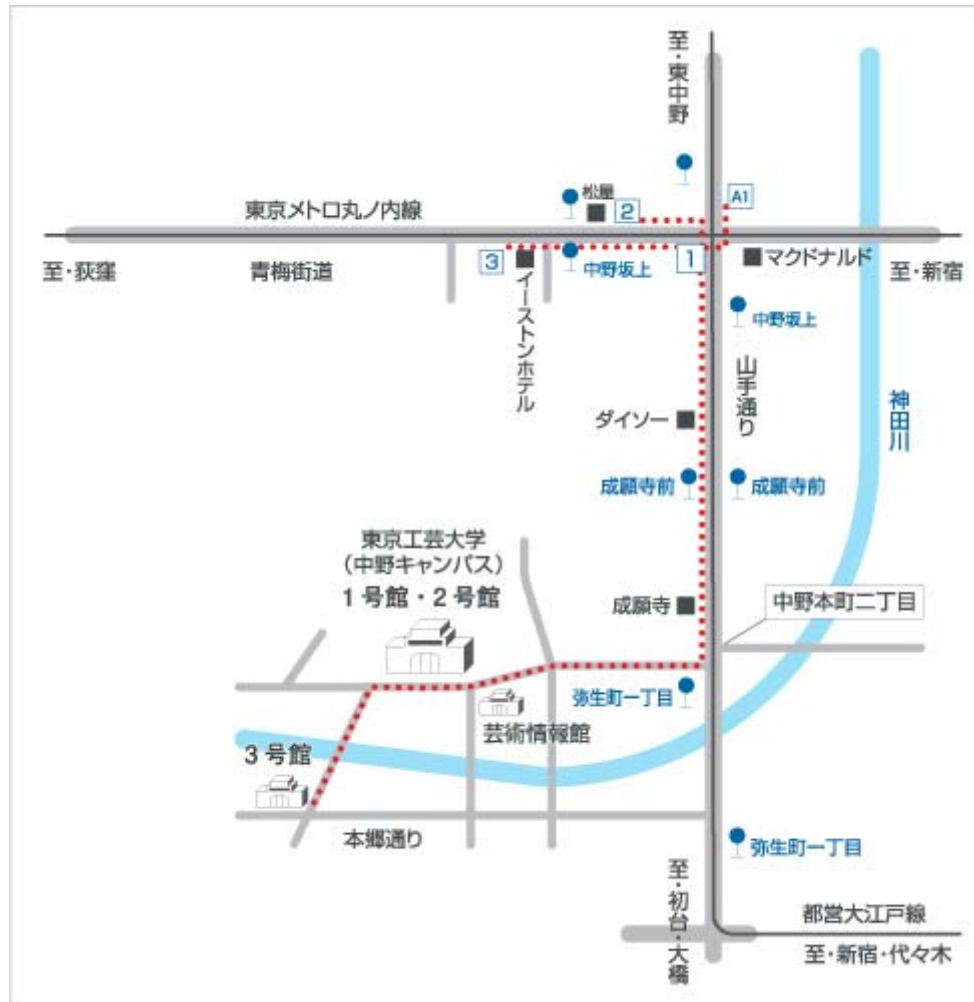 至・東中野
松屋
2
A1
東京メトロ丸ノ内線
至・荻窪
青梅街道
3
イーストンホテル
中野坂上
1
マクドナルド
至・新宿
中野坂上
山手通り
神田川
ダイソー
成願寺前
成願寺前
東京工芸大学
(中野キャンパス)
1号館・2号館
成願寺
中野本町二丁目
弥生町一丁目
芸術情報館
3号館
本郷通り
弥生町一丁目
至・初台・大橋
都営大江戸線
至・新宿・代々木